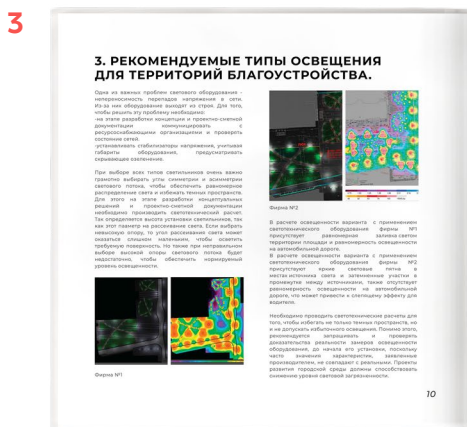 3
3. РЕКОМЕНДУЕМЫЕ ТИПЫ ОСВЕЩЕНИЯ
ДЛЯ ТЕРРИТОРИЙ БЛАГОУСТРОЙСТВА.
Одна из важных проблем светового оборудования -
непереносимость перепадов напряжения в сети.
Из-за них оборудование выходят из строя. Для того,
чтобы решить эту проблему необходимо:
-на этапе разработки концепции и проектно-сметной
документации коммуницировать с
ресурсоснабжающими организациями и проверять
состояние сетей
-устанавливать стабилизаторы напряжения, учитывая
габариты оборудования, предусматривать
скрывающее озеленение.
При выборе всех типов светильников очень важно
грамотно выбирать углы симметрии и асимметрии
светового потока, чтобы обеспечить равномерное
распределение света и избежать темных пространств.
Для этого на этапе разработки концептуальных
решений и проектно-сметной документации
необходимо производить светотехнический расчет.
Так определяется высота установки светильников, так
как этот влияет на рассеивание света. Если выбрать
невысокую опору, то угол рассеивания света может
оказаться слишком маленьким, чтобы осветить
требуемую поверхность. Но также при неправильном
выборе высокой опоры светового потока будет
недостаточно, чтобы обеспечить нормируемый
уровень освещенности.
Фирма №1
Фирма №2
В расчете освещенности варианта с применением
светотехнического оборудования фирмы №1
присутствует равномерная заливка светом
территории площади и равномерность освещенности
на автомобильной дороге.
В расчете освещенности варианта с применением
светотехнического оборудования фирмы №2
присутствуют яркие световые пятна в
местах источника света и затемненные участки в
промежутке между источниками, также отсутствует
равномерность освещенности на автомобильной
дороге, что может привести к слепящему эффекту для
водителя.
Необходимо проводить светотехнические расчеты для
того, чтобы избегать не только темных пространств, но
и не допускать избыточного освещения. Помимо этого,
рекомендуется запрашивать и проверять
доказательства реальности замеров освещенности
оборудования, до начала его установки, поскольку
часто значения характеристик, заявленные
производителем, не совпадают с реальными. Проекты
развития городской среды должны способствовать
снижению уровня световой загрязненности.
10